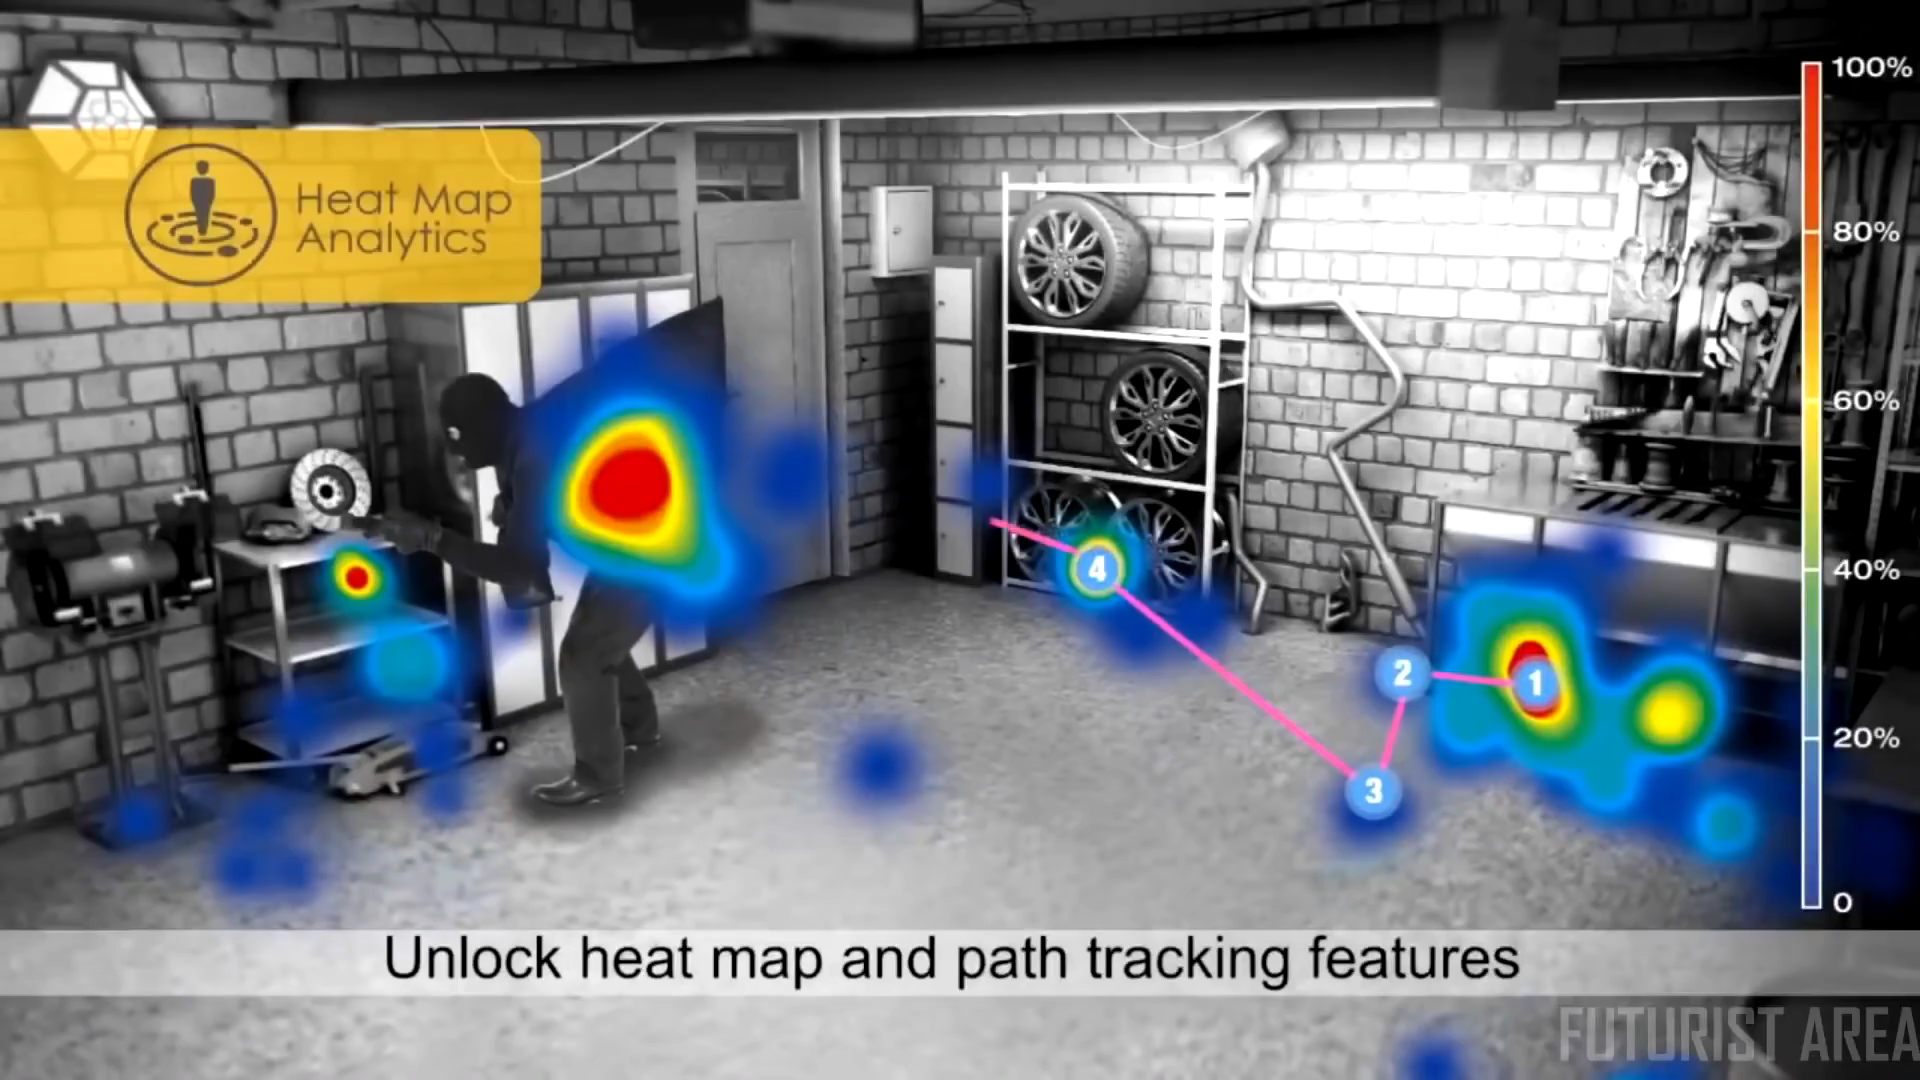 Heat Map
Analytics
100%
80%
60%
40%
20%
0
4
2
1
3
Unlock heat map and path tracking features
FUTURIST AREA